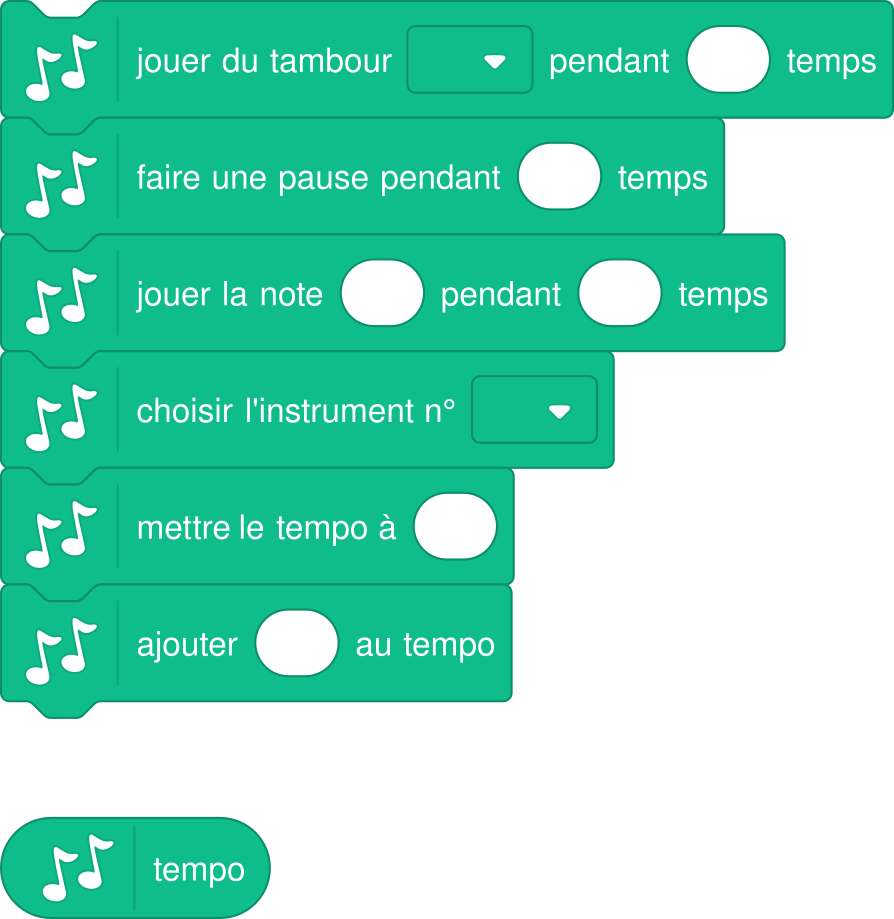 jouer du tambour pendant temps
faire une pause pendant temps
jouer la note pendant temps
choisir l'instrument n°
mettre le tempo à
ajouter au tempo
tempo